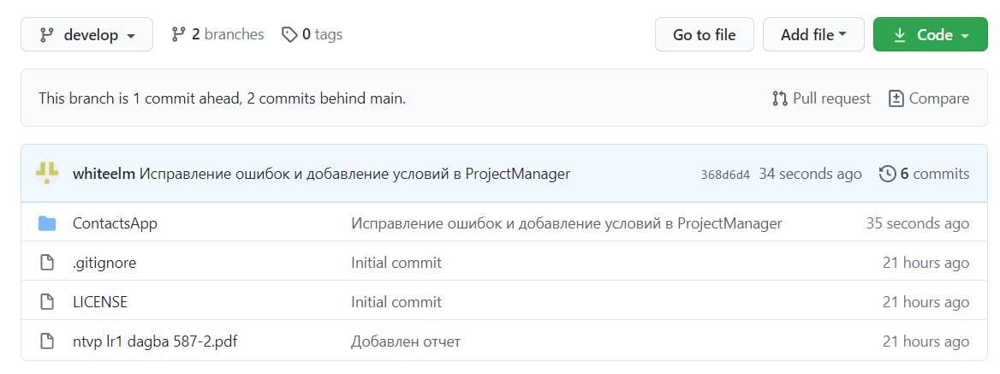 develop 2 branches 0 tags Go to file Add file Code
This branch is 1 commit ahead, 2 commits behind main. Pull request Compare
whiteelm Исправление ошибок и добавление условий в ProjectManager 368d6d4 34 seconds ago 6 commits
ContactsApp Исправление ошибок и добавление условий в ProjectManager 35 seconds ago
.gitignore Initial commit 21 hours ago
LICENSE Initial commit 21 hours ago
ntvp lr1 dagba 587-2.pdf Добавлен отчет 21 hours ago